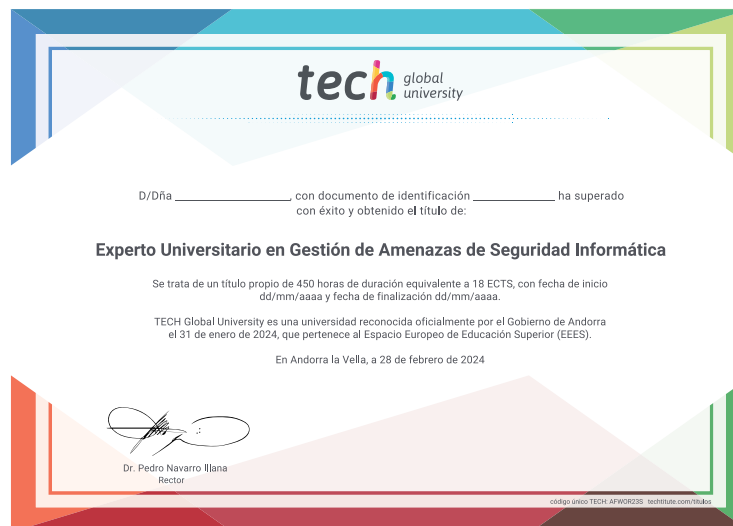 tech global
university
D/Dña ____________________, con documento de identificación ______________ ha superado
con éxito y obtenido el título de:
Experto Universitario en Gestión de Amenazas de Seguridad Informática
Se trata de un título propio de 450 horas de duración equivalente a 18 ECTS, con fecha de inicio
dd/mm/aaaa y fecha de finalización dd/mm/aaaa.
TECH Global University es una universidad reconocida oficialmente por el Gobierno de Andorra
el 31 de enero de 2024, que pertenece al Espacio Europeo de Educación Superior (EEES).
En Andorra la Vella, a 28 de febrero de 2024
Dr. Pedro Navarro Illana
Rector
código único TECH: AFWOR23S techtitute.com/titulos